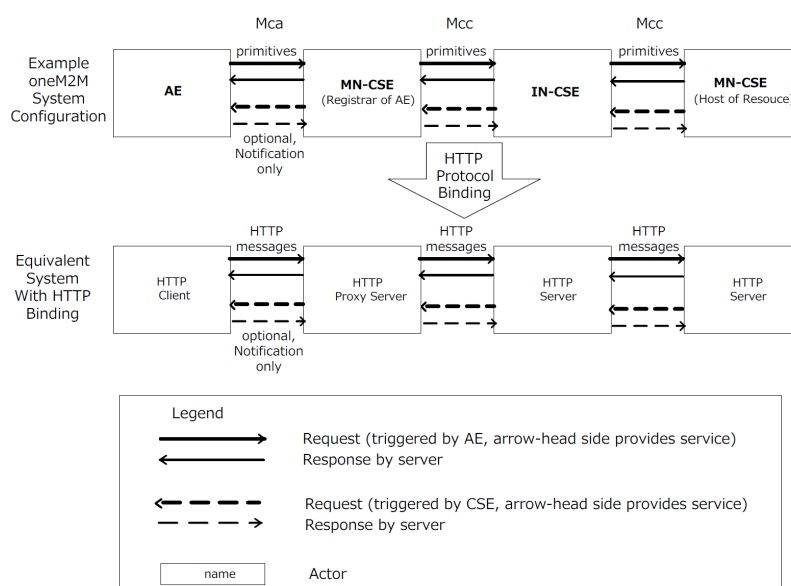 Mca
Mcc
Mcc
Example
oneM2M
System
Configuration
primitives
primitives
primitives
AE
MN-CSE
(Registrar of AE)
IN-CSE
MN-CSE
(Host of Resouce)
optional,
Notification
only
HTTP
Protocol
Binding
Equivalent
System
With HTTP
Binding
HTTP
messages
HTTP
messages
HTTP
messages
HTTP
Client
HTTP
Proxy Server
HTTP
Server
HTTP
Server
optional,
Notification
only
Legend
Request (triggered by AE, arrow-head side provides service)
Response by server
Request (triggered by CSE, arrow-head side provides service)
Response by server
name
Actor